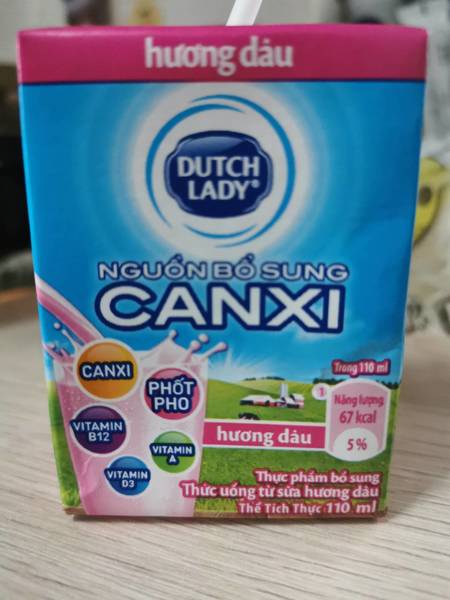 hương dâu
DUTCH
LADY®
NGUỒN BỔ SUNG
CANXI
CANXI
PHỐT
PHO
VITAMIN
B12
VITAMIN
A
VITAMIN
D3
hương dâu
Trong 110 ml
1
Năng lượng
67 kcal
5%
Thực phẩm bổ sung
Thức uống từ sữa hương dâu
Thể Tích Thực 110 ml